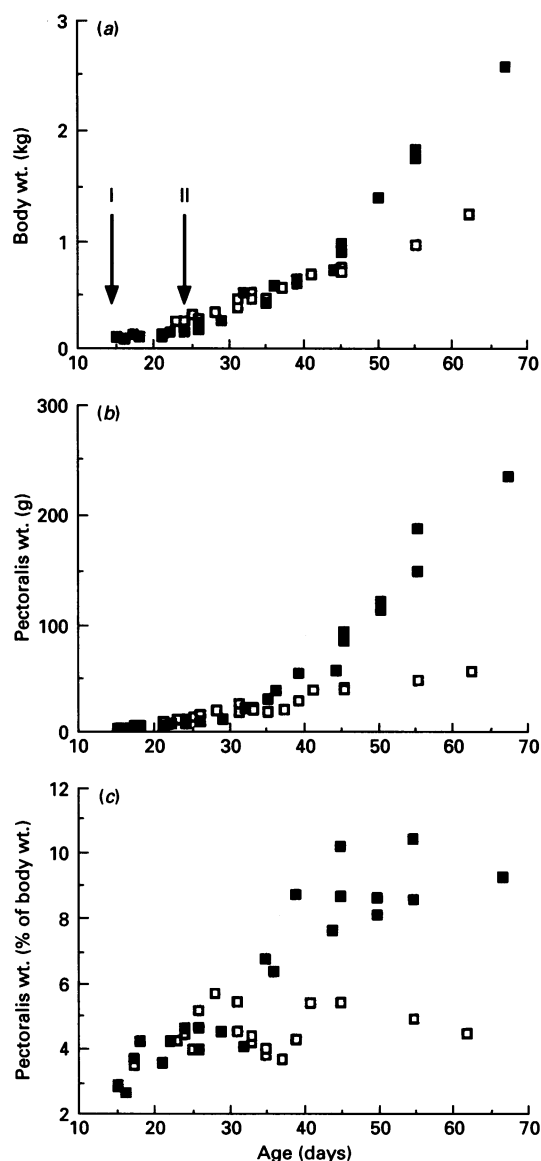 (a)
Body wt. (kg)
3
2
1
0
I II
10 20 30 40 50 60 70
(b)
Pectoralis wt. (g)
300
200
100
0
10 20 30 40 50 60 70
(c)
Pectoralis wt. (% of body wt.)
12
10
8
6
4
2
10 20 30 40 50 60 70
Age (days)